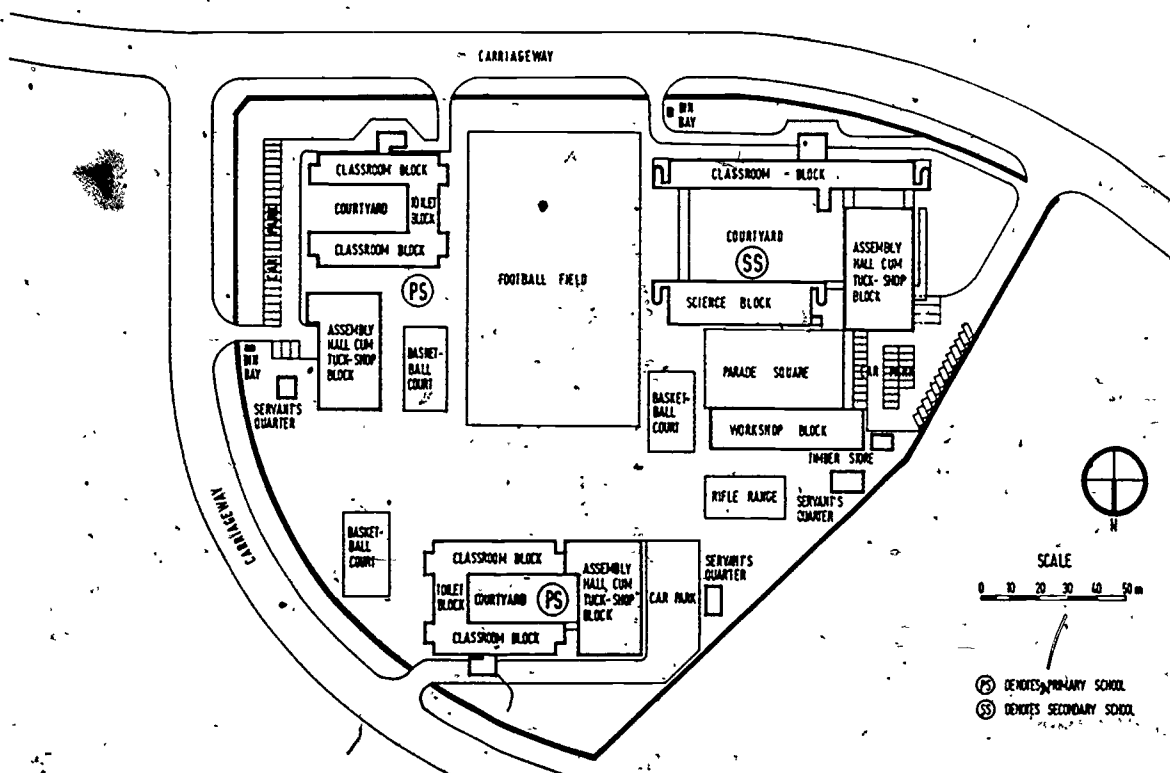 CARRIAGEWAY
BIN
BAY
CLASSROOM BLOCK
COURTYARD
TOILET
BLOCK
CLASSROOM BLOCK
CAR PARK
PS
ASSEMBLY
HALL CUM
TUCK-SHOP
BLOCK
BASKET-
BALL
COURT
BIN
BAY
SERVANT'S
QUARTER
FOOTBALL FIELD
CLASSROOM - BLOCK
COURTYARD
SS
ASSEMBLY
HALL CUM
TUCK-SHOP
BLOCK
SCIENCE BLOCK
PARADE SQUARE
CAR PARK
BASKET-
BALL
COURT
WORKSHOP BLOCK
TIMBER STORE
RIFLE RANGE
SERVANT'S
QUARTER
CARRIAGEWAY
BASKET-
BALL
COURT
CLASSROOM BLOCK
TOILET
BLOCK
COURTYARD
PS
CLASSROOM BLOCK
ASSEMBLY
HALL CUM
TUCK-SHOP
BLOCK
CAR PARK
SERVANT'S
QUARTER
N
SCALE
0 10 20 30 40 50 m
PS DENOTES PRIMARY SCHOOL
SS DENOTES SECONDARY SCHOOL